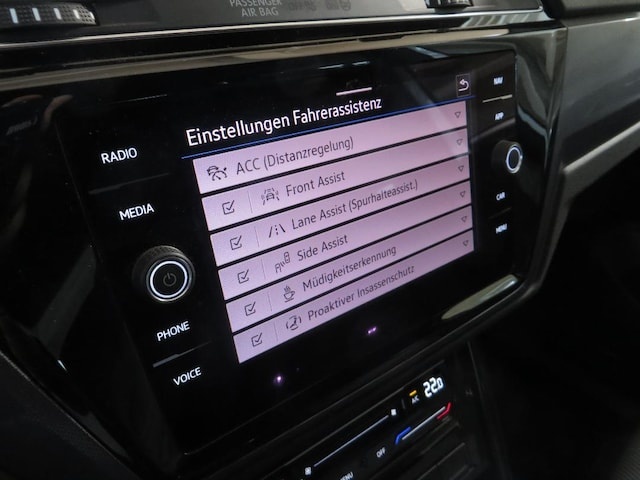 PASSENGER
AIR BAG
Einstellungen Fahrerassistenz
ACC (Distanzregelung)
Front Assist
Lane Assist (Spurhalteassist.)
Side Assist
Müdigkeitserkennung
Proaktiver Insassenschutz
RADIO
MEDIA
PHONE
VOICE
NAV
APP
CAR
MENU
A/C
22.0
MENU
OFF